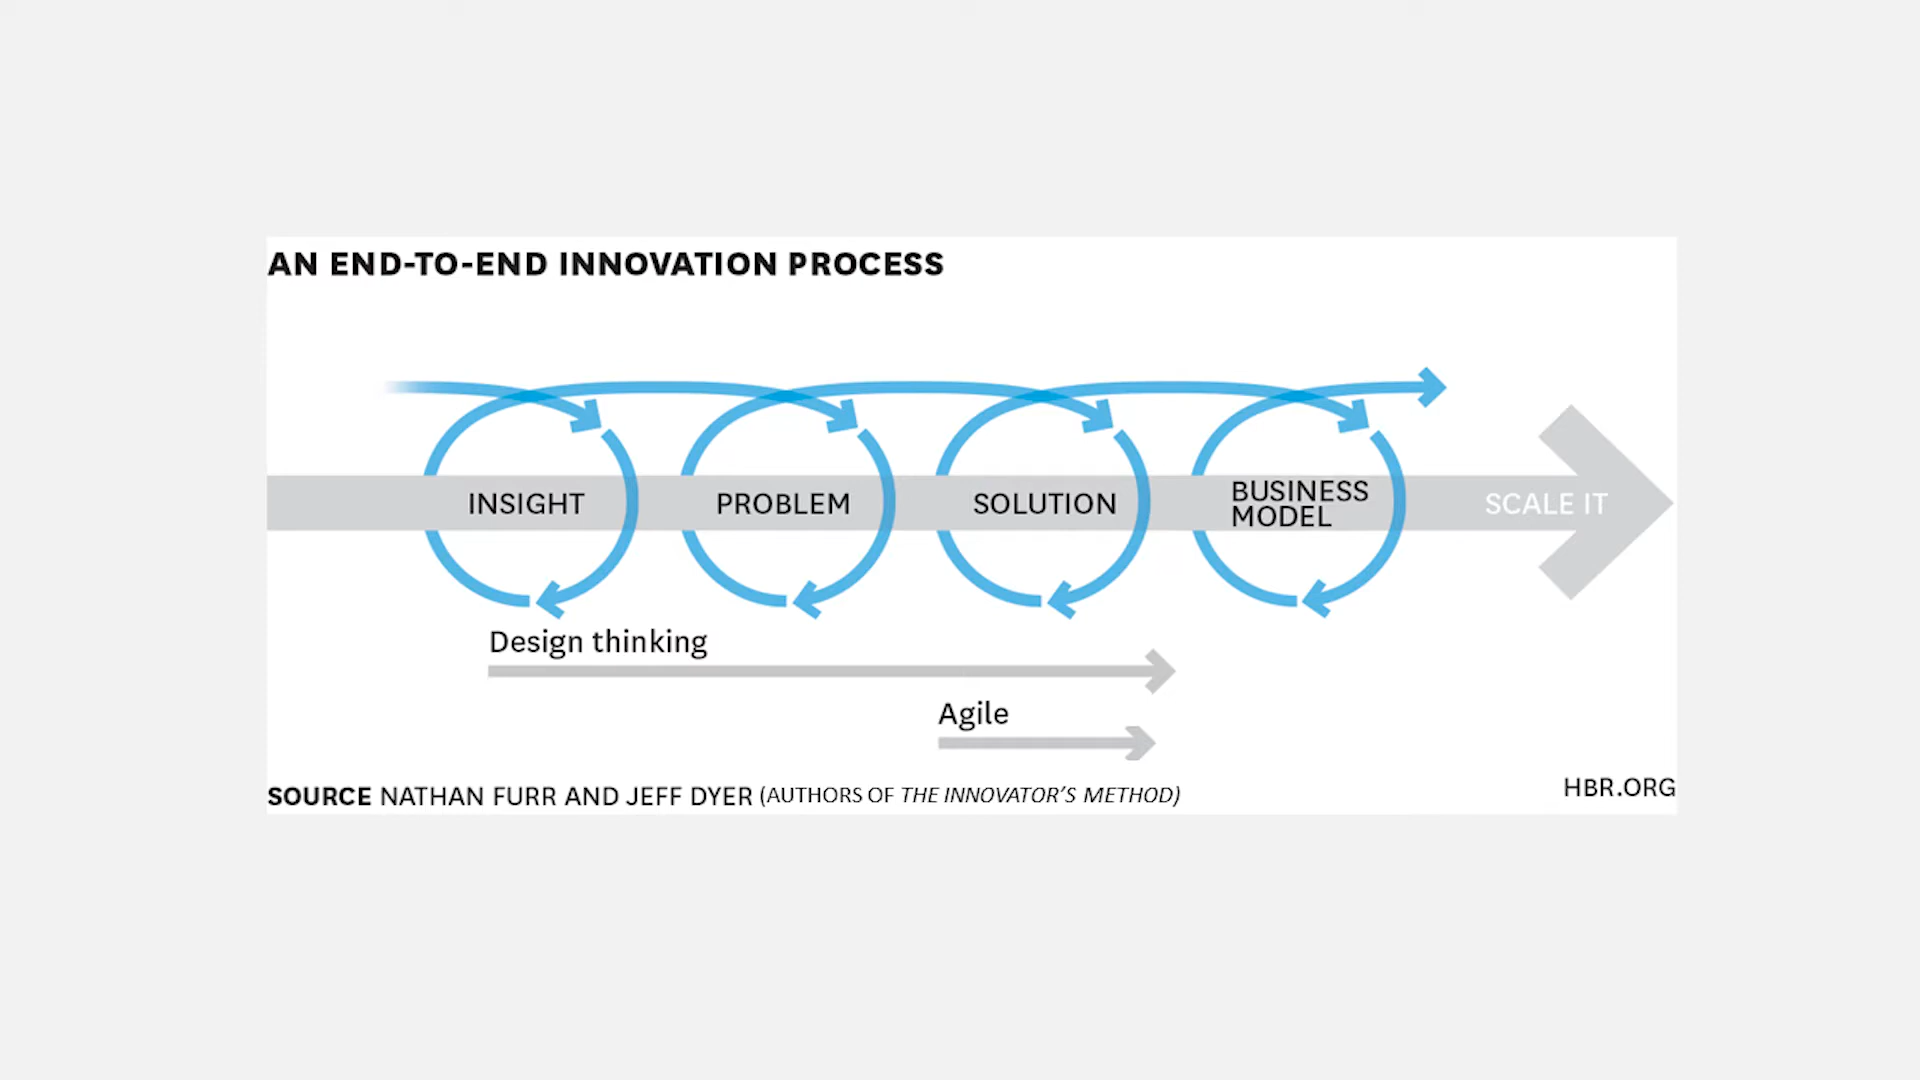 AN END-TO-END INNOVATION PROCESS
INSIGHT
PROBLEM
SOLUTION
BUSINESS
MODEL
SCALE IT
Design thinking
Agile
SOURCE NATHAN FURR AND JEFF DYER (AUTHORS OF THE INNOVATOR’S METHOD)
HBR.ORG